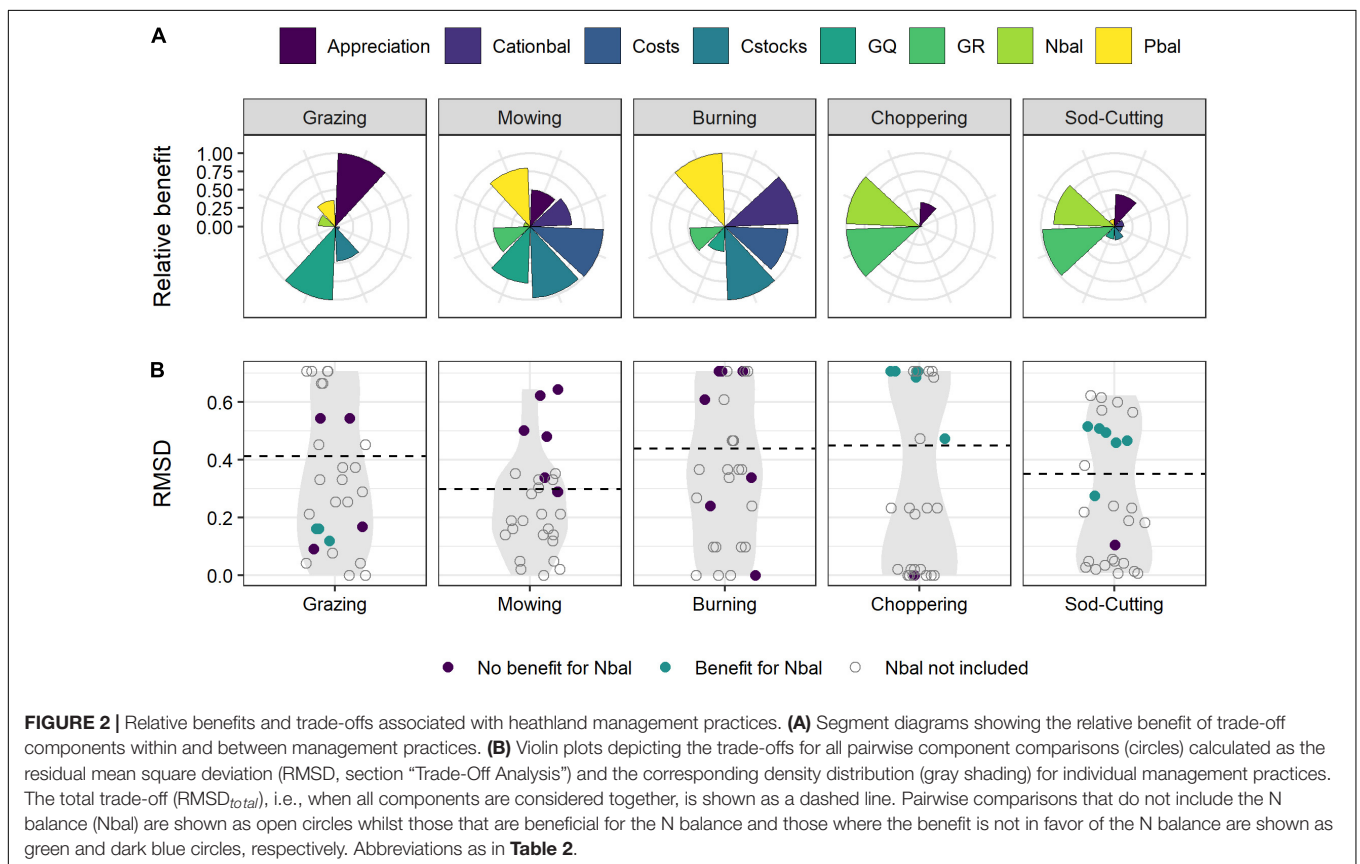 A
Appreciation Cationbal Costs Cstocks GQ GR Nbal Pbal
Grazing Mowing Burning Choppering Sod-Cutting
Relative benefit
1.00
0.75
0.50
0.25
0.00
B
RMSD
0.6
0.4
0.2
0.0
Grazing Mowing Burning Choppering Sod-Cutting
No benefit for Nbal Benefit for Nbal Nbal not included
FIGURE 2 | Relative benefits and trade-offs associated with heathland management practices. (A) Segment diagrams showing the relative benefit of trade-off
components within and between management practices. (B) Violin plots depicting the trade-offs for all pairwise component comparisons (circles) calculated as the
residual mean square deviation (RMSD, section “Trade-Off Analysis”) and the corresponding density distribution (gray shading) for individual management practices.
The total trade-off (RMSDtotal), i.e., when all components are considered together, is shown as a dashed line. Pairwise comparisons that do not include the N
balance (Nbal) are shown as open circles whilst those that are beneficial for the N balance and those where the benefit is not in favor of the N balance are shown as
green and dark blue circles, respectively. Abbreviations as in Table 2.